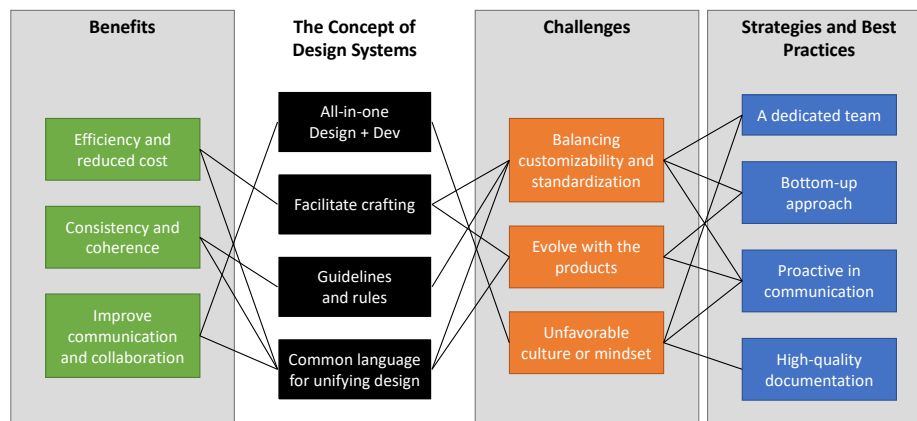 Benefits
Efficiency and
reduced cost
Consistency and
coherence
Improve
communication
and collaboration
The Concept of
Design Systems
All-in-one
Design + Dev
Facilitate crafting
Guidelines
and rules
Common language
for unifying design
Challenges
Balancing
customizability and
standardization
Evolve with the
products
Unfavorable
culture or mindset
Strategies and Best
Practices
A dedicated team
Bottom-up
approach
Proactive in
communication
High-quality
documentation